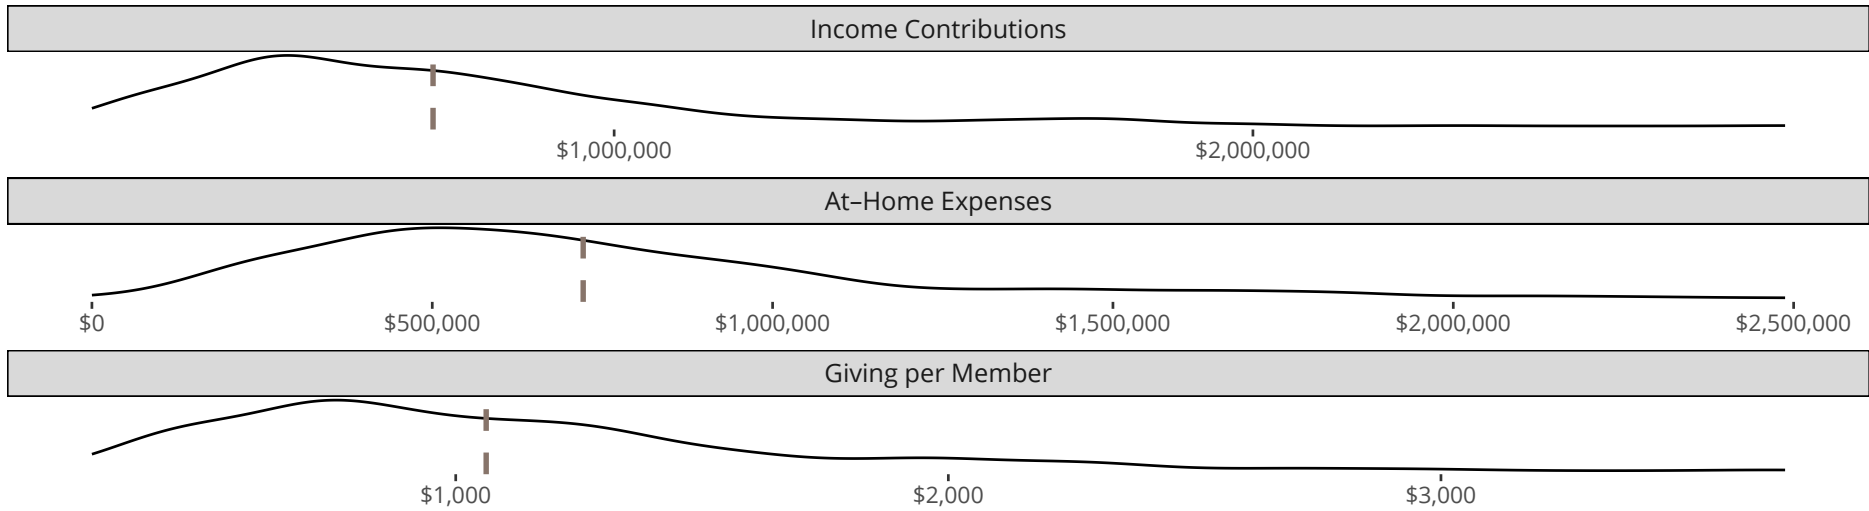 Income Contributions
$1,000,000 $2,000,000
At–Home Expenses
$0 $500,000 $1,000,000 $1,500,000 $2,000,000 $2,500,000
Giving per Member
$1,000 $2,000 $3,000